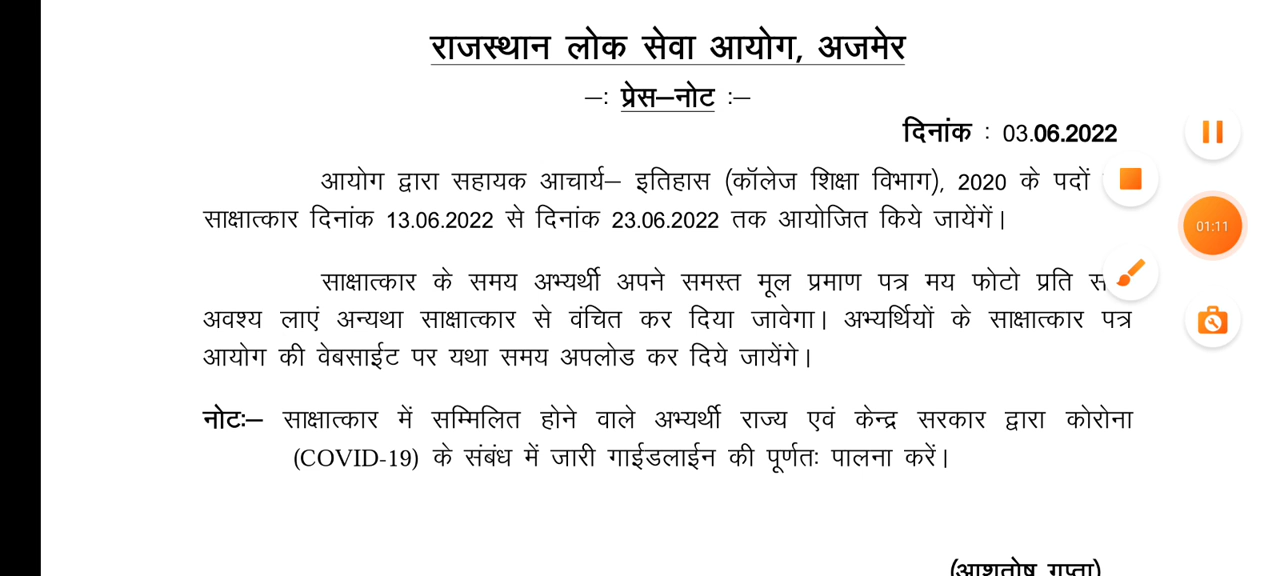 राजस्थान लोक सेवा आयोग, अजमेर
–: प्रेस–नोट :–
दिनांक : 03.06.2022
आयोग द्वारा सहायक आचार्य– इतिहास (कॉलेज शिक्षा विभाग), 2020 के पदों
साक्षात्कार दिनांक 13.06.2022 से दिनांक 23.06.2022 तक आयोजित किये जायेंगें।
साक्षात्कार के समय अभ्यर्थी अपने समस्त मूल प्रमाण पत्र मय फोटो प्रति
अवश्य लाएं अन्यथा साक्षात्कार से वंचित कर दिया जावेगा। अभ्यर्थियों के साक्षात्कार पत्र
आयोग की वेबसाईट पर यथा समय अपलोड कर दिये जायेंगे।
नोटः– साक्षात्कार में सम्मिलित होने वाले अभ्यर्थी राज्य एवं केन्द्र सरकार द्वारा कोरोना
(COVID-19) के संबंध में जारी गाईडलाईन की पूर्णतः पालना करें।
(आशुतोष गुप्ता)
01:11